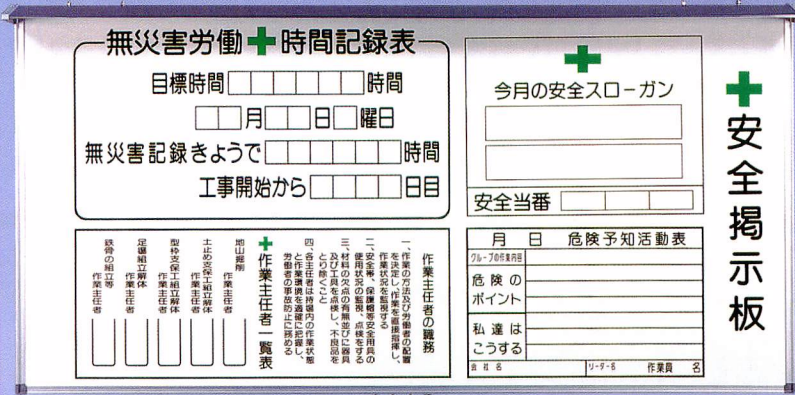 安全掲示板
無災害労働✚時間記録表
目標時間 時間
月 日 曜日
無災害記録きょうで 時間
工事開始から 日目
今月の安全スローガン
安全当番
作業主任者の職務
一、作業の方法及び労働者の配置
を決定し、作業を直接指揮し、
作業状況を監視する
二、安全帯、保護帽等安全用具の
使用状況の監視、点検をする
三、材料の欠点の有無並びに器具
及び工具を点検し、不良品を
とり除くこと
四、各主任者は持場内の作業状態
と作業環境を適確に把握し、
労働者の事故防止に務める
作業主任者一覧表
地山掘削
作業主任者
土止め支保工組立解体
作業主任者
型枠支保工組立解体
作業主任者
足場組立解体
作業主任者
鉄骨の組立等
作業主任者
月 日 危険予知活動表
グループの作業内容
危険の
ポイント
私達は
こうする
会社名 リーダー名 作業員 名